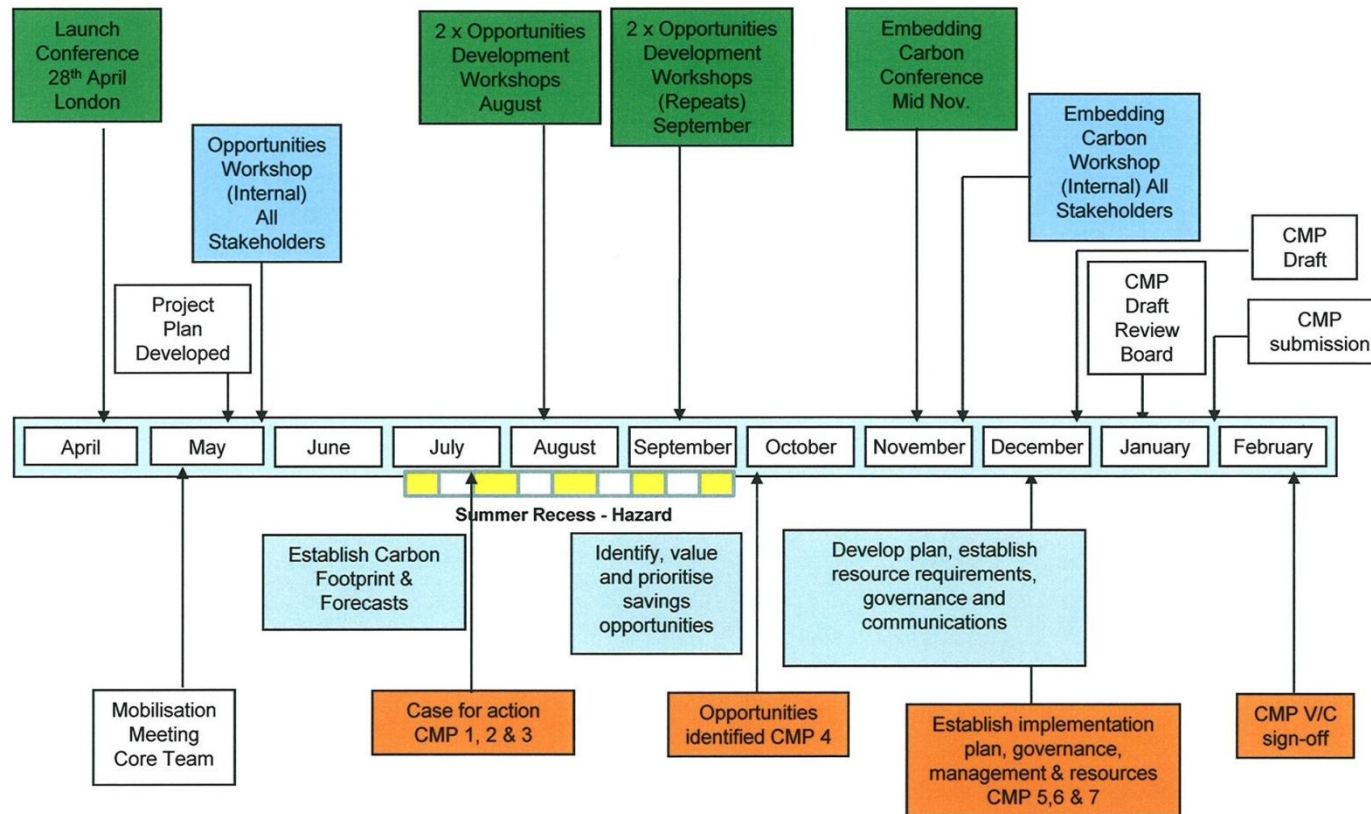 Launch
Conference
28th April
London
2 x Opportunities
Development
Workshops
August
2 x Opportunities
Development
Workshops
(Repeats)
September
Embedding
Carbon
Conference
Mid Nov.
Opportunities
Workshop
(Internal)
All
Stakeholders
Embedding
Carbon
Workshop
(Internal) All
Stakeholders
CMP
Draft
Project
Plan
Developed
CMP
Draft
Review
Board
CMP
submission
April May June July August September October November December January February
Summer Recess - Hazard
Establish Carbon
Footprint &
Forecasts
Identify, value
and prioritise
savings
opportunities
Develop plan, establish
resource requirements,
governance and
communications
Mobilisation
Meeting
Core Team
Case for action
CMP 1, 2 & 3
Opportunities
identified CMP 4
Establish implementation
plan, governance,
management & resources
CMP 5,6 & 7
CMP V/C
sign-off